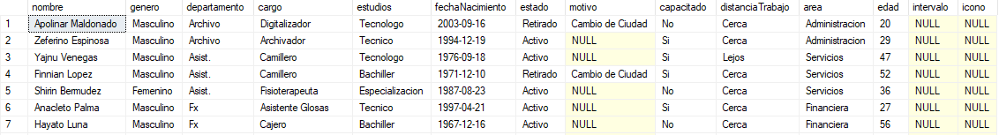 nombre genero departamento cargo estudios fechaNacimiento estado motivo capacitado distanciaTrabajo area edad intervalo icono
1 Apolinar Maldonado Masculino Archivo Digitalizador Tecnologo 2003-09-16 Retirado Cambio de Ciudad No Cerca Administracion 20 NULL NULL
2 Zeferino Espinosa Masculino Archivo Archivador Tecnico 1994-12-19 Activo NULL Si Cerca Administracion 29 NULL NULL
3 Yajnu Venegas Masculino Asist. Camillero Tecnologo 1976-09-18 Activo NULL Si Lejos Servicios 47 NULL NULL
4 Finnian Lopez Masculino Asist. Camillero Bachiller 1971-12-10 Retirado Cambio de Ciudad No Cerca Servicios 52 NULL NULL
5 Shirin Bermudez Femenino Asist. Fisioterapeuta Especializacion 1987-08-23 Activo NULL No Cerca Servicios 36 NULL NULL
6 Anacleto Palma Masculino Fx Asistente Glosas Tecnico 1997-04-21 Activo NULL Si Cerca Financiera 27 NULL NULL
7 Hayato Luna Masculino Fx Cajero Bachiller 1967-12-16 Activo NULL No Cerca Financiera 56 NULL NULL